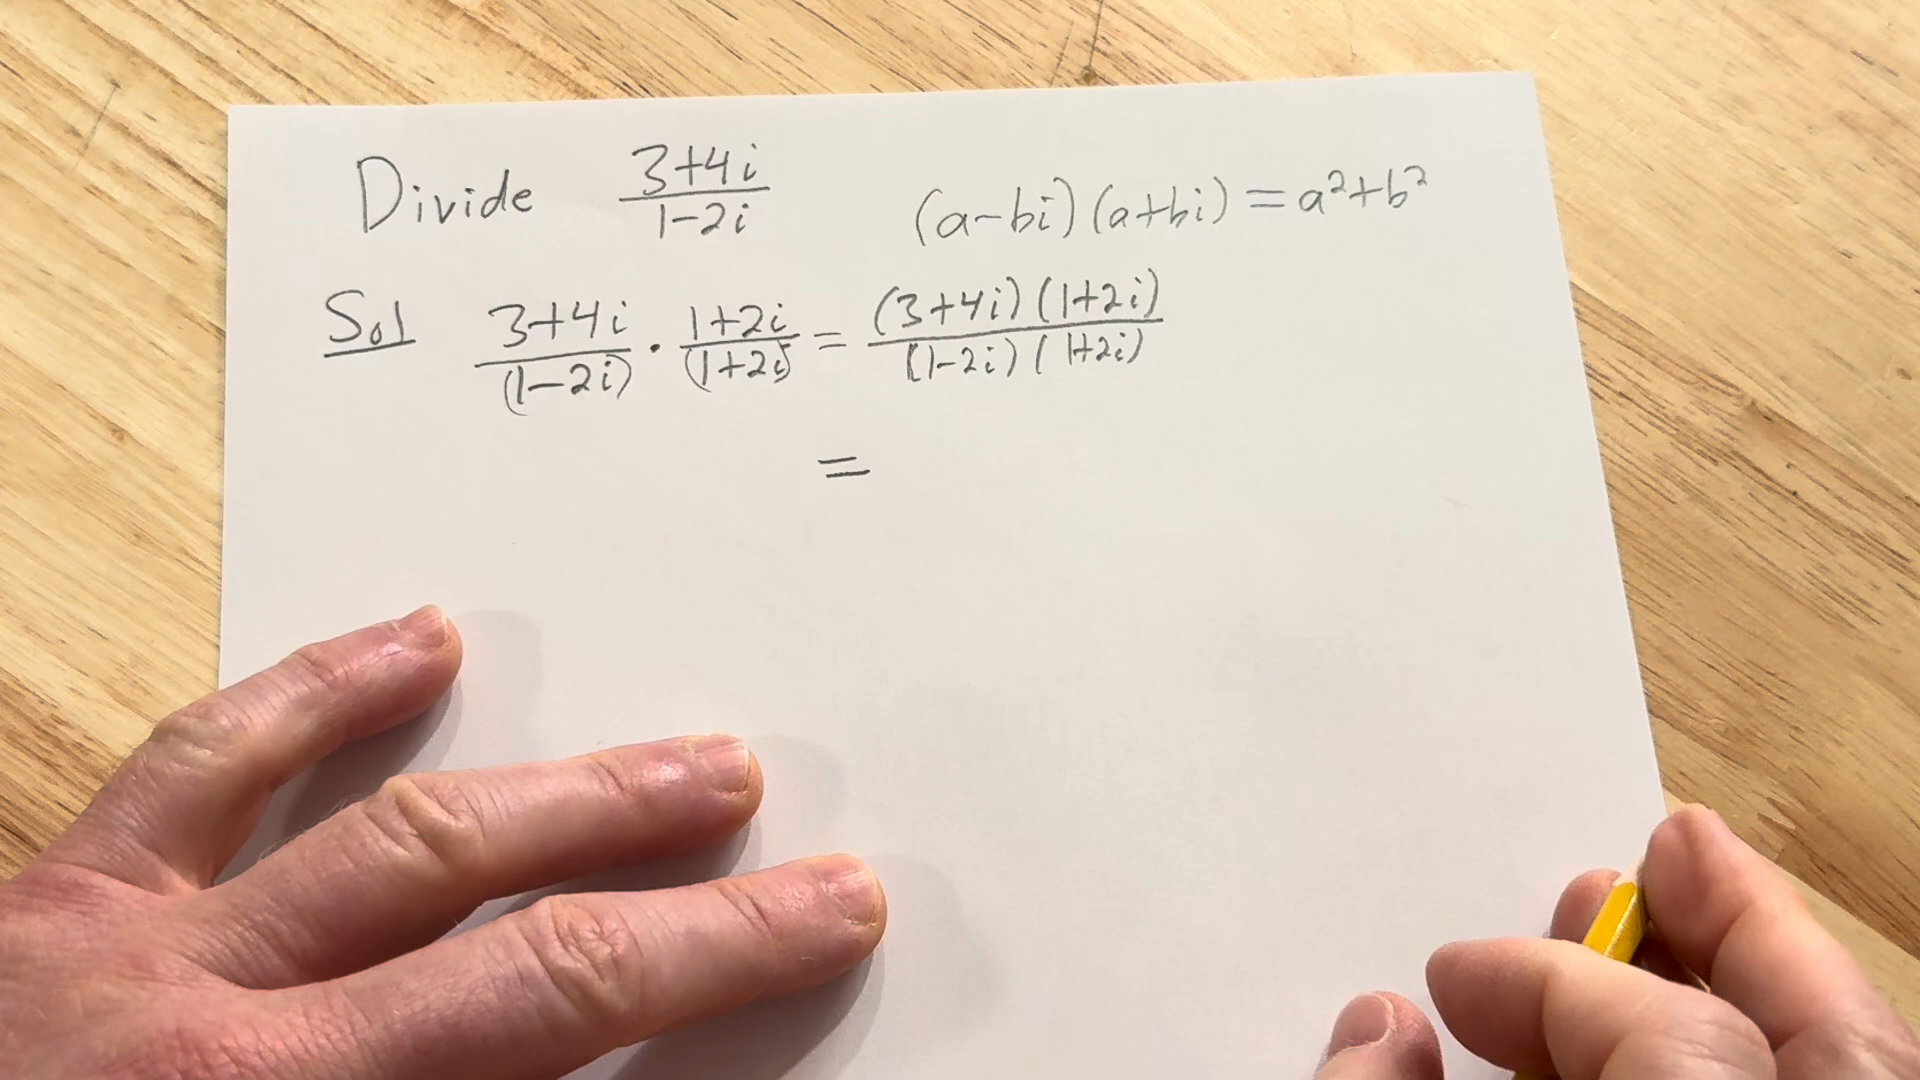 Divide (3+4i)/(1-2i) (a-bi)(a+bi) = a²+b²
Sol (3+4i)/(1-2i) · (1+2i)/(1+2i) = ((3+4i)(1+2i))/((1-2i)(1+2i))
=